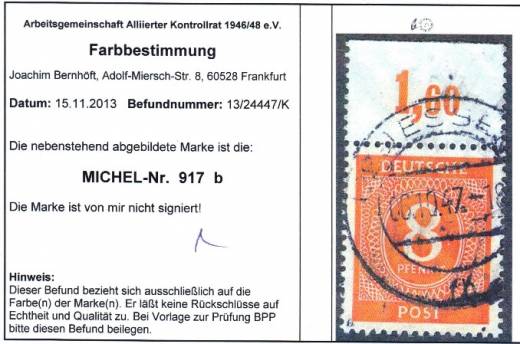 Arbeitsgemeinschaft Alliierter Kontrollrat 1946/48 e.V.
Farbbestimmung
Joachim Bernhöft, Adolf-Miersch-Str. 8, 60528 Frankfurt
Datum: 15.11.2013 Befundnummer: 13/24447/K
Die nebenstehend abgebildete Marke ist die:
MICHEL-Nr. 917 b
Die Marke ist von mir nicht signiert!
Hinweis:
Dieser Befund bezieht sich ausschließlich auf die
Farbe(n) der Marke(n). Er läßt keine Rückschlüsse auf
Echtheit und Qualität zu. Bei Vorlage zur Prüfung BPP
bitte diesen Befund beilegen.
1,60
DEUTSCHE
8
PFENNIG
POST